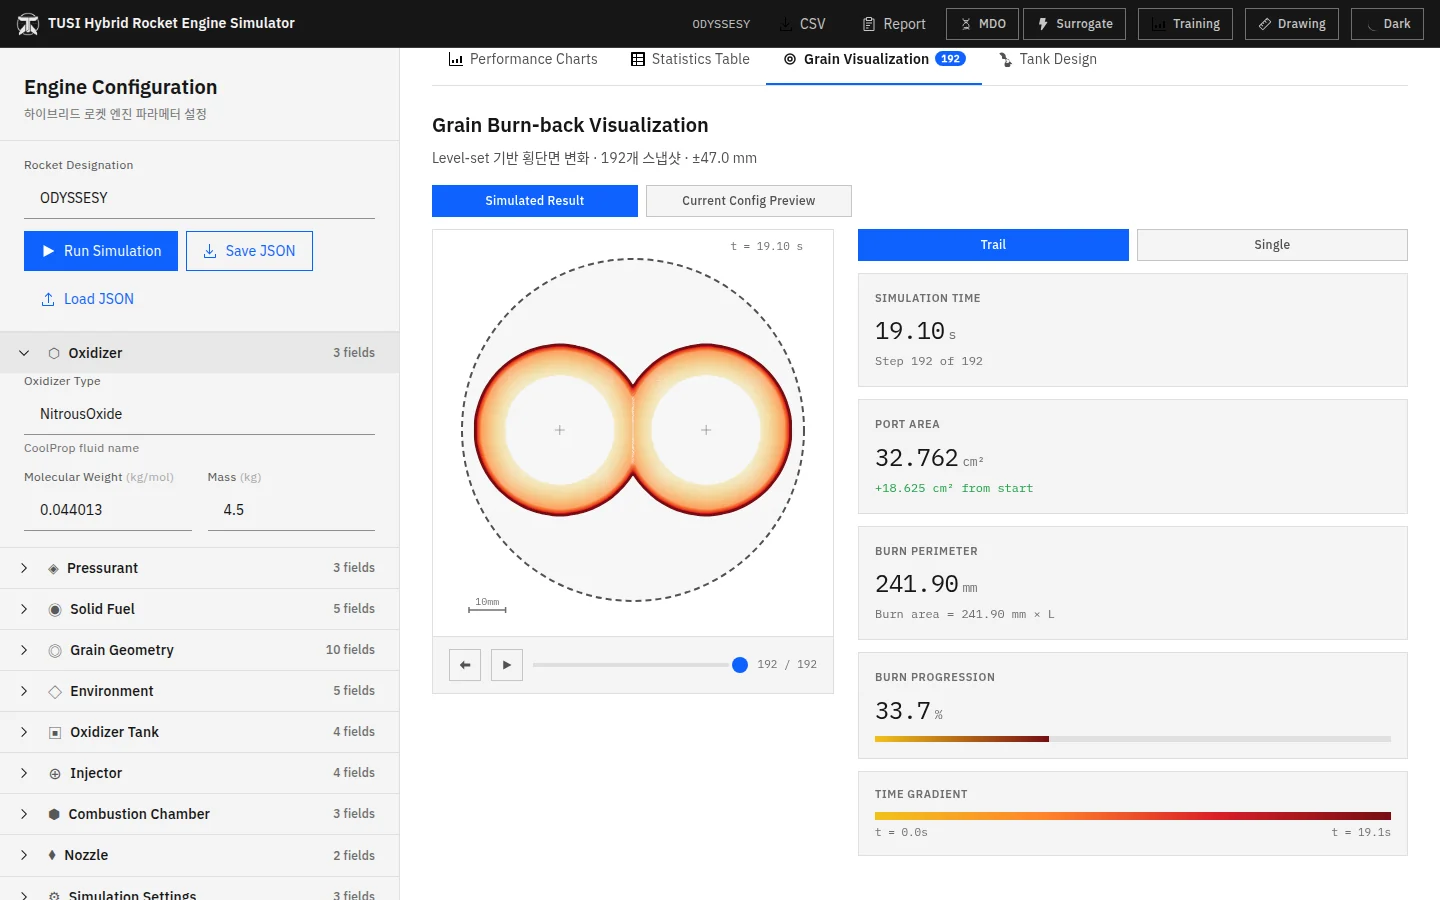 TUSI Hybrid Rocket Engine Simulator
ODYSSESY
CSV
Report
MDO
Surrogate
Training
Drawing
Dark
Engine Configuration
하이브리드 로켓 엔진 파라메터 설정
Rocket Designation
ODYSSESY
Run Simulation
Save JSON
Load JSON
Oxidizer 3 fields
Oxidizer Type
NitrousOxide
CoolProp fluid name
Molecular Weight (kg/mol) Mass (kg)
0.044013 4.5
Pressurant 3 fields
Solid Fuel 5 fields
Grain Geometry 10 fields
Environment 5 fields
Oxidizer Tank 4 fields
Injector 4 fields
Combustion Chamber 3 fields
Nozzle 2 fields
Simulation Settings 3 fields
Performance Charts
Statistics Table
Grain Visualization 192
Tank Design
Grain Burn-back Visualization
Level-set 기반 횡단면 변화 · 192개 스냅샷 · ±47.0 mm
Simulated Result
Current Config Preview
t = 19.10 s
10mm
192 / 192
Trail
Single
SIMULATION TIME
19.10 s
Step 192 of 192
PORT AREA
32.762 cm²
+18.625 cm² from start
BURN PERIMETER
241.90 mm
Burn area = 241.90 mm × L
BURN PROGRESSION
33.7 %
TIME GRADIENT
t = 0.0s t = 19.1s